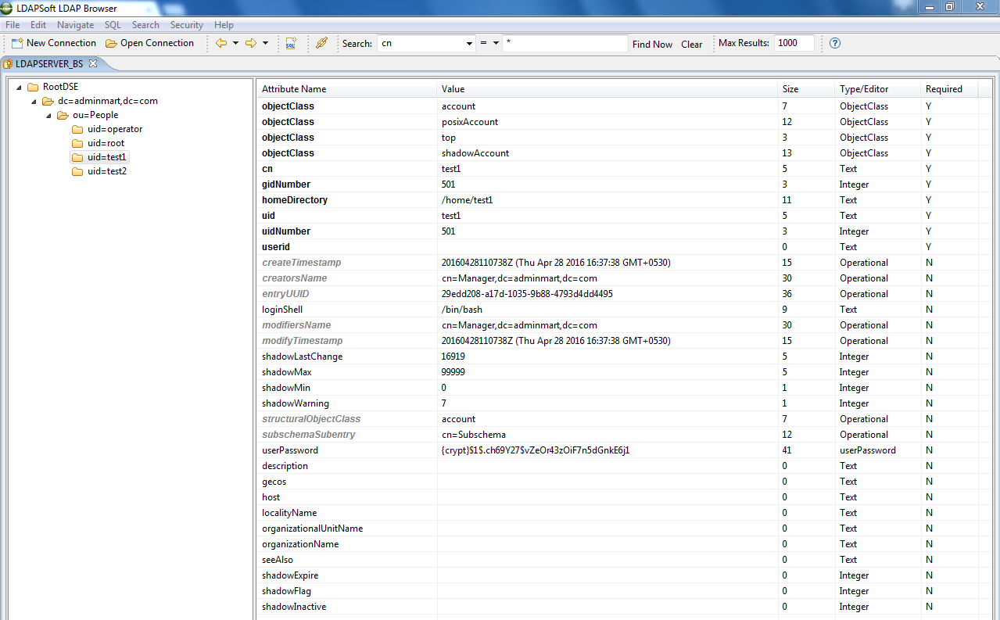 LDAPSoft LDAP Browser
File Edit Navigate SQL Search Security Help
New Connection Open Connection SQL Search: cn = * Find Now Clear Max Results: 1000 ?
LDAPSERVER_BS
RootDSE
dc=adminmart,dc=com
ou=People
uid=operator
uid=root
uid=test1
uid=test2
Attribute Name Value Size Type/Editor Required
objectClass account 7 ObjectClass Y
objectClass posixAccount 12 ObjectClass Y
objectClass top 3 ObjectClass Y
objectClass shadowAccount 13 ObjectClass Y
cn test1 5 Text Y
gidNumber 501 3 Integer Y
homeDirectory /home/test1 11 Text Y
uid test1 5 Text Y
uidNumber 501 3 Integer Y
userid 0 Text Y
createTimestamp 20160428110738Z (Thu Apr 28 2016 16:37:38 GMT+0530) 15 Operational N
creatorsName cn=Manager,dc=adminmart,dc=com 30 Operational N
entryUUID 29edd208-a17d-1035-9b88-4793d4dd4495 36 Operational N
loginShell /bin/bash 9 Text N
modifiersName cn=Manager,dc=adminmart,dc=com 30 Operational N
modifyTimestamp 20160428110738Z (Thu Apr 28 2016 16:37:38 GMT+0530) 15 Operational N
shadowLastChange 16919 5 Integer N
shadowMax 99999 5 Integer N
shadowMin 0 1 Integer N
shadowWarning 7 1 Integer N
structuralObjectClass account 7 Operational N
subschemaSubentry cn=Subschema 12 Operational N
userPassword {crypt}$1$.ch69Y27$vZeOr43zOiF7n5dGnkE6j1 41 userPassword N
description 0 Text N
gecos 0 Text N
host 0 Text N
localityName 0 Text N
organizationalUnitName 0 Text N
organizationName 0 Text N
seeAlso 0 Text N
shadowExpire 0 Integer N
shadowFlag 0 Integer N
shadowInactive 0 Integer N